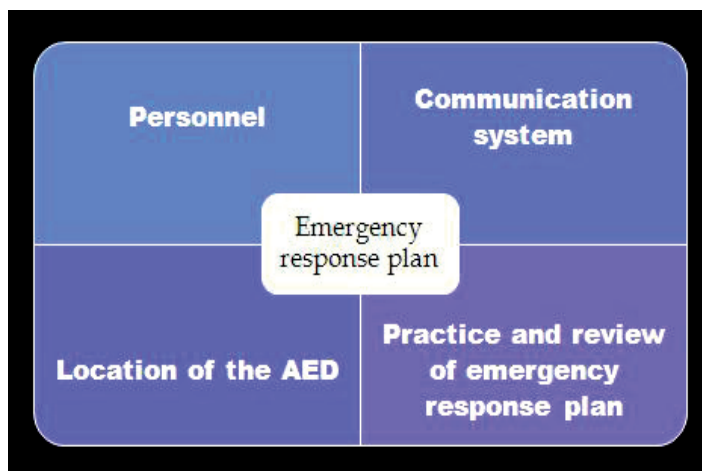 Personnel
Communication
system
Emergency
response plan
Location of the AED
Practice and review
of emergency
response plan